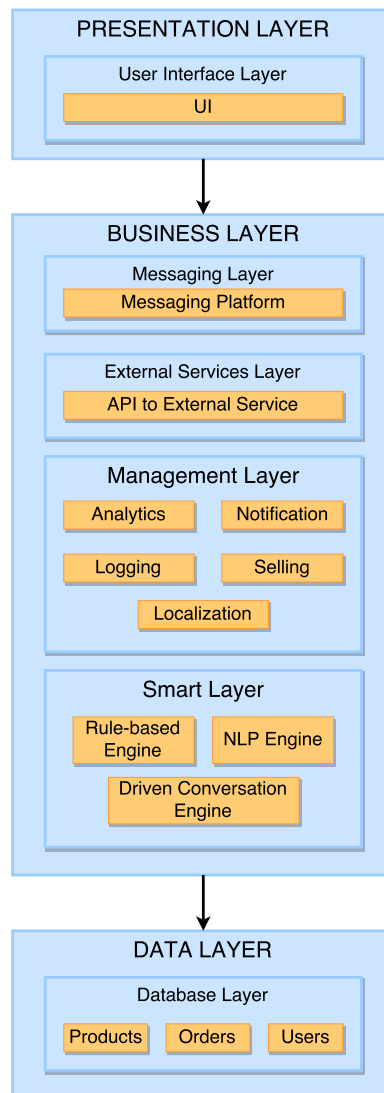 PRESENTATION LAYER
User Interface Layer
UI
BUSINESS LAYER
Messaging Layer
Messaging Platform
External Services Layer
API to External Service
Management Layer
Analytics
Notification
Logging
Selling
Localization
Smart Layer
Rule-based
Engine
NLP Engine
Driven Conversation
Engine
DATA LAYER
Database Layer
Products
Orders
Users